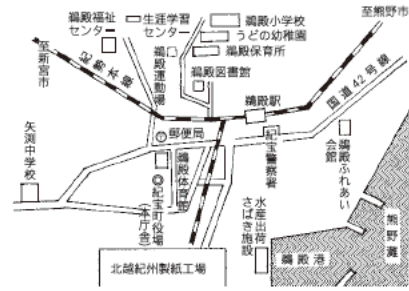 至熊野市
鵜殿福祉
センター
生涯学習
センター
鵜殿小学校
うどの幼稚園
鵜殿保育所
至新宮市
紀勢本線
鵜殿運動場
鵜殿図書館
鵜殿駅
国道42号線
矢渕中学校
郵便局
鵜殿体育館
紀宝警察署
鵜殿ふれあい
会館
紀宝町役場
(本庁舎)
水産出荷
さばき施設
熊野灘
鵜殿港
北越紀州製紙工場